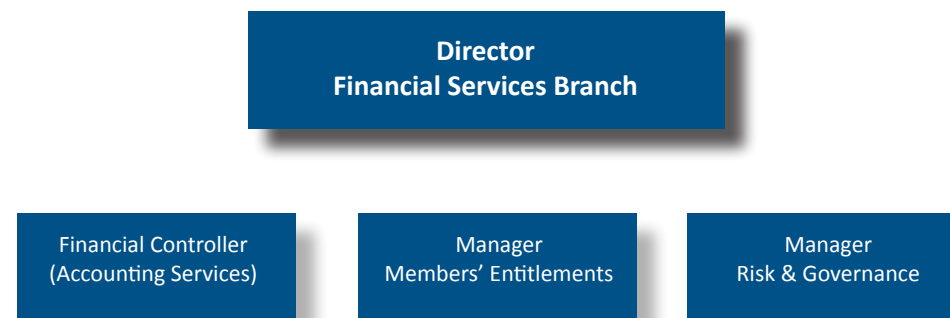 Director
Financial Services Branch
Financial Controller
(Accounting Services)
Manager
Members’ Entitlements
Manager
Risk & Governance